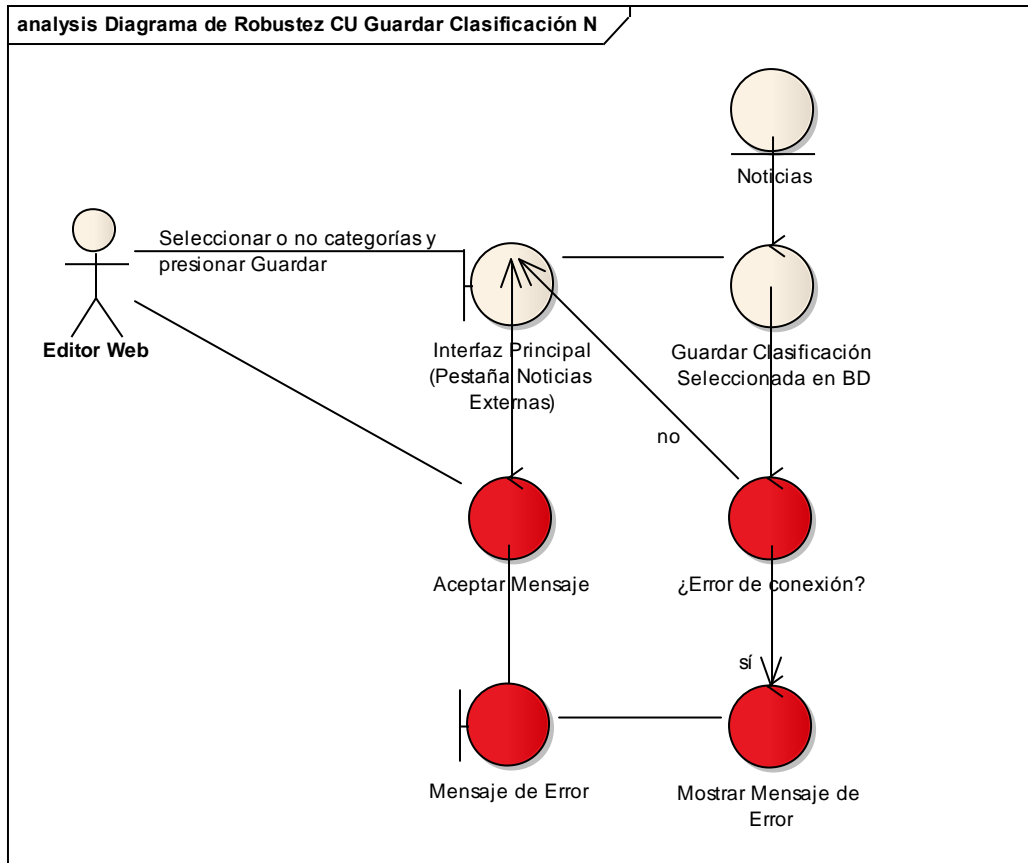 analysis Diagrama de Robustez CU Guardar Clasificación N
Noticias
Seleccionar o no categorías y
presionar Guardar
Editor Web
Interfaz Principal
(Pestaña Noticias
Externas)
Guardar Clasificación
Seleccionada en BD
no
Aceptar Mensaje
¿Error de conexión?
sí
Mensaje de Error
Mostrar Mensaje de
Error